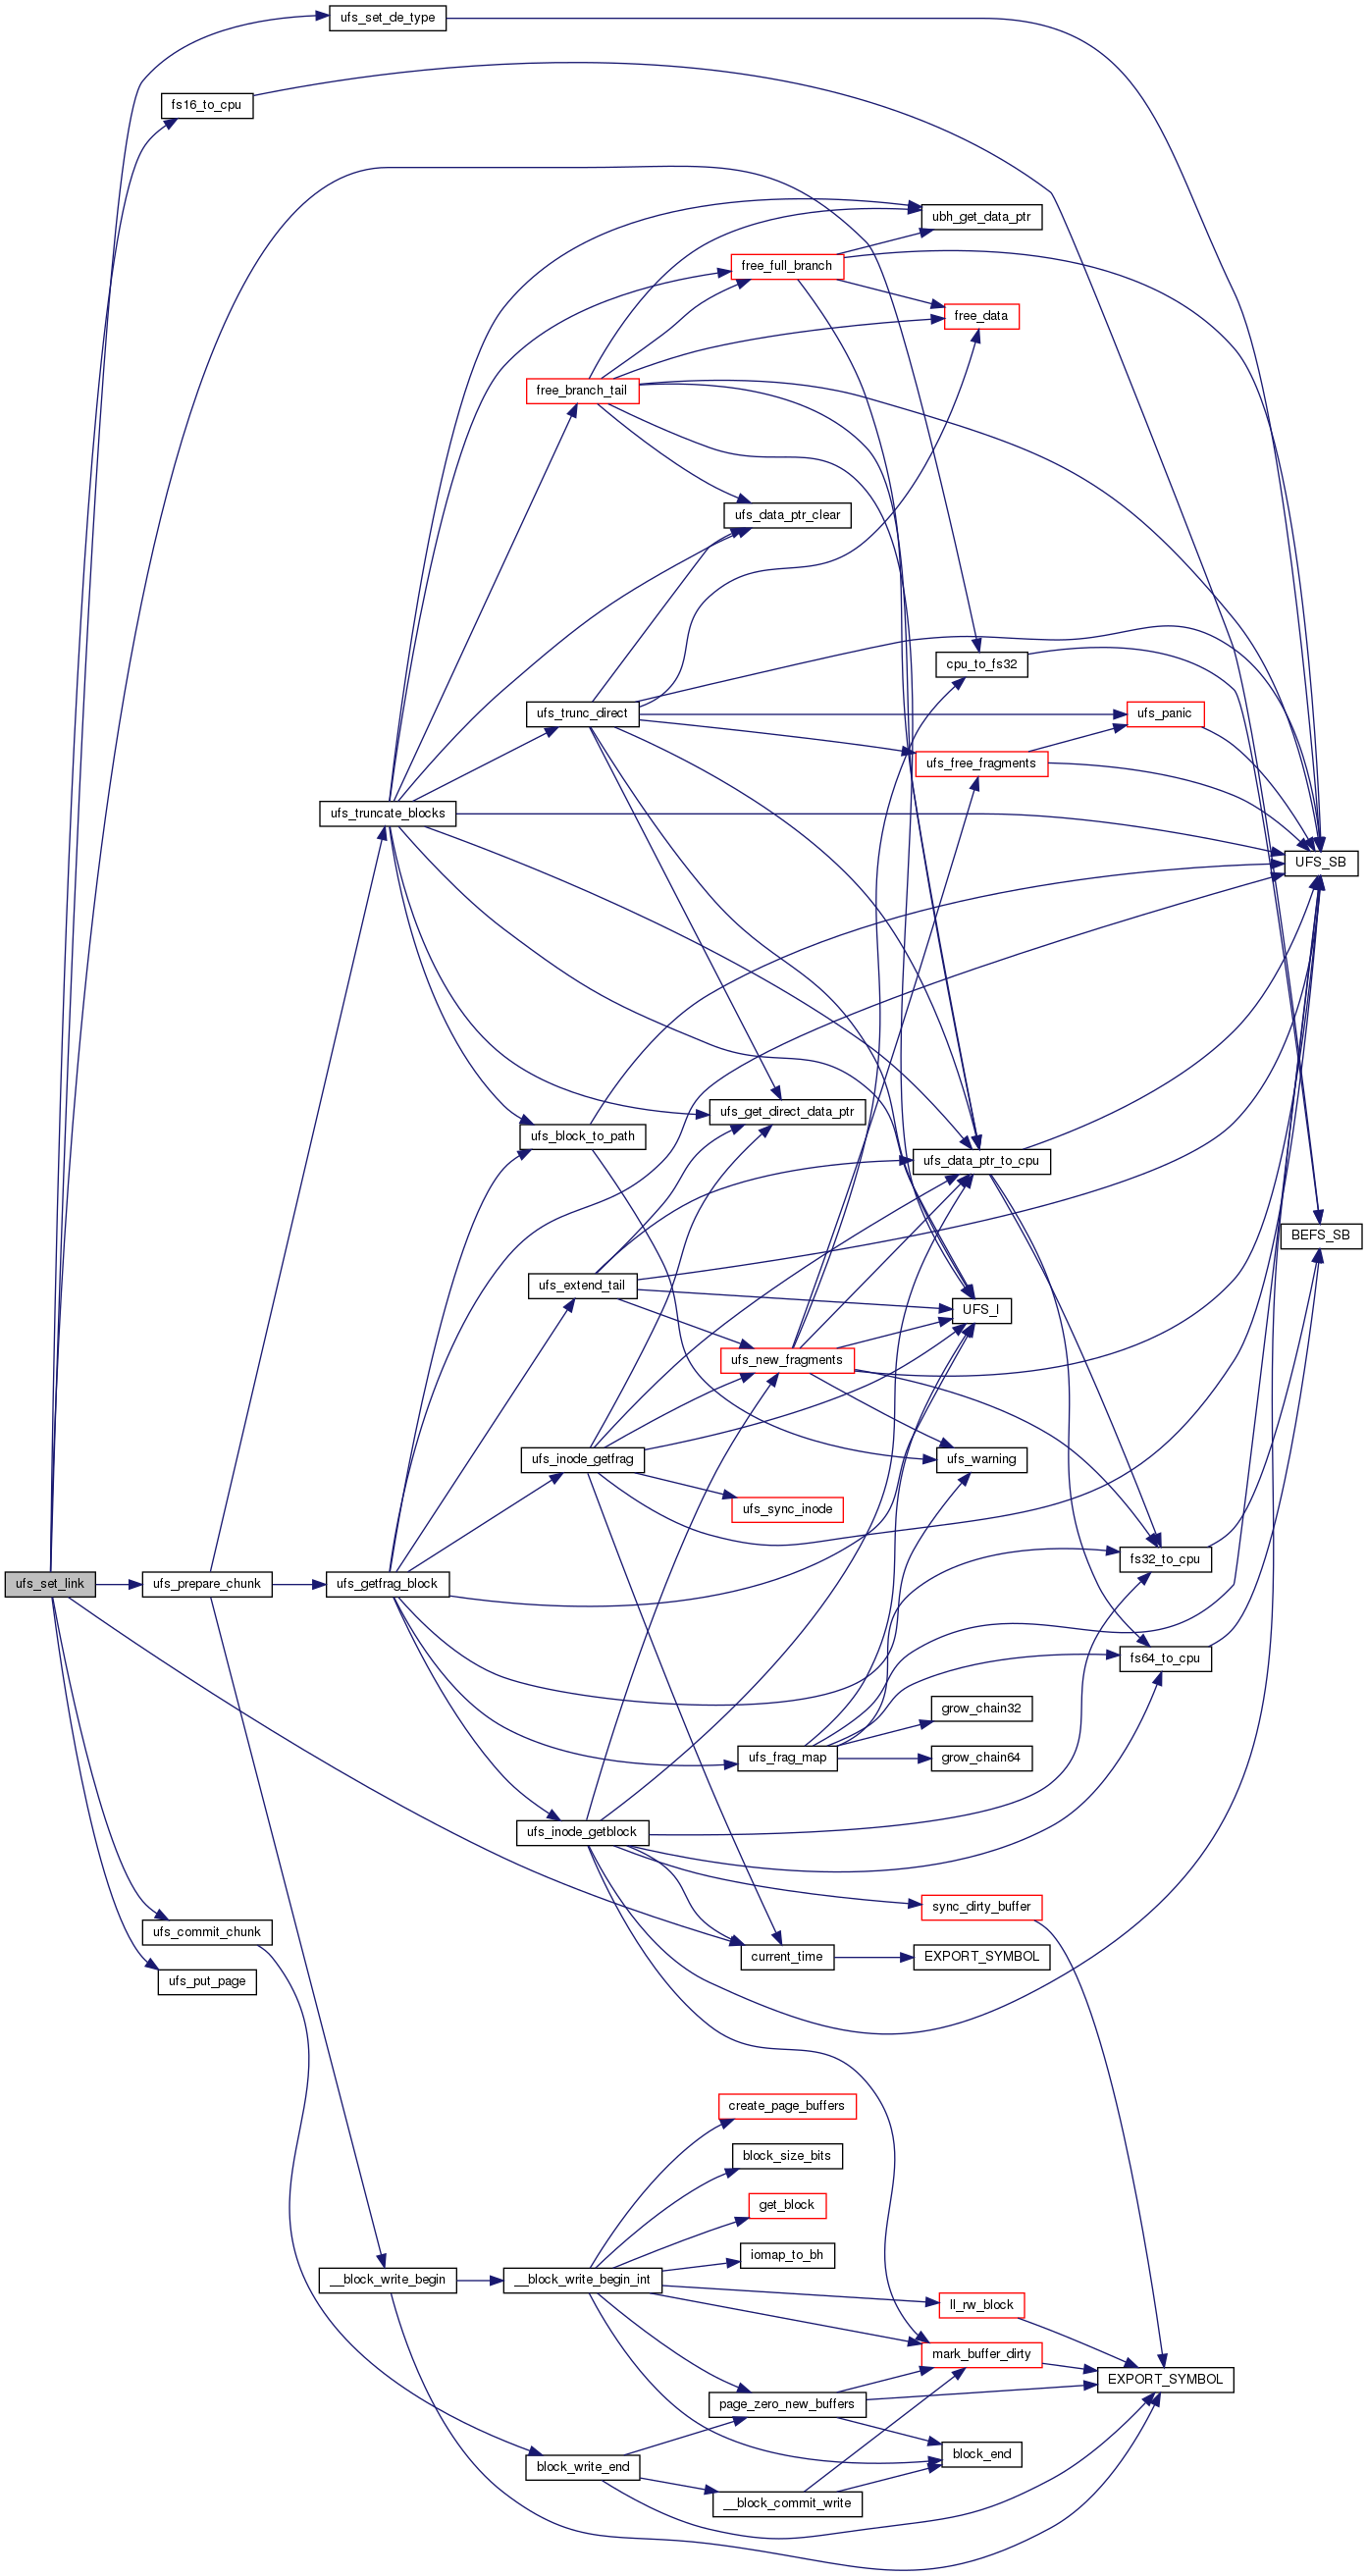 ufs_set_de_type
fs16_to_cpu
ubh_get_data_ptr
free_full_branch
free_data
free_branch_tail
ufs_data_ptr_clear
cpu_to_fs32
ufs_trunc_direct
ufs_panic
ufs_free_fragments
ufs_truncate_blocks
UFS_SB
ufs_get_direct_data_ptr
ufs_block_to_path
ufs_data_ptr_to_cpu
BEFS_SB
ufs_extend_tail
UFS_I
ufs_new_fragments
ufs_inode_getfrag
ufs_warning
ufs_sync_inode
fs32_to_cpu
ufs_set_link
ufs_prepare_chunk
ufs_getfrag_block
fs64_to_cpu
grow_chain32
ufs_frag_map
grow_chain64
ufs_inode_getblock
sync_dirty_buffer
ufs_commit_chunk
current_time
EXPORT_SYMBOL
ufs_put_page
create_page_buffers
block_size_bits
get_block
iomap_to_bh
__block_write_begin
__block_write_begin_int
ll_rw_block
mark_buffer_dirty
EXPORT_SYMBOL
page_zero_new_buffers
block_end
block_write_end
__block_commit_write